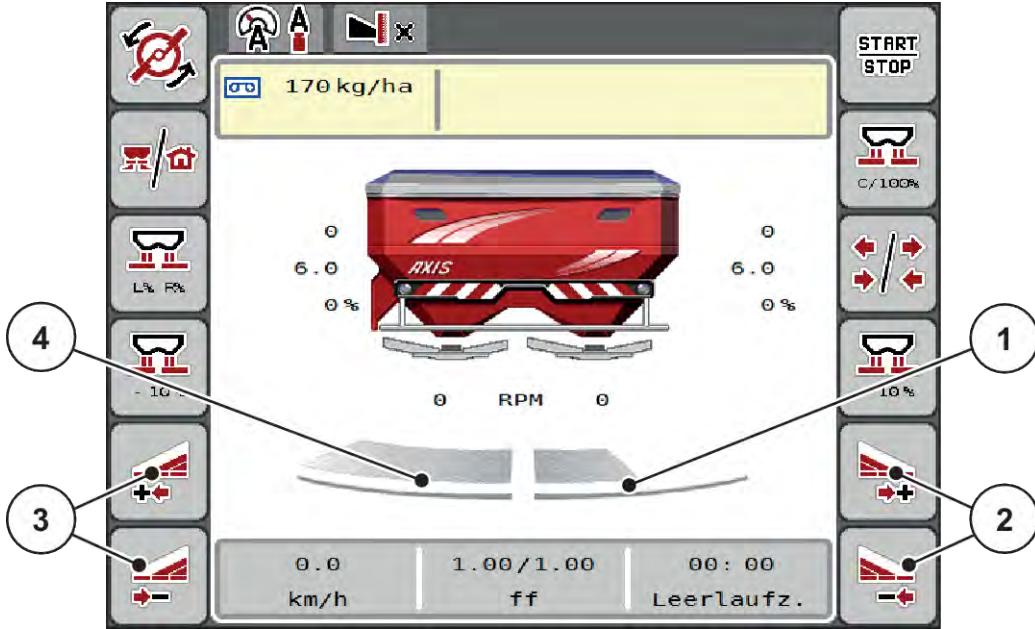 A A
START
STOP
170 kg/ha
C/100%
0 0
AXIS
6.0 6.0
L% R%
0% 0%
4
1
- 10
10%
0 RPM 0
3
2
0.0 1.00/1.00 00:00
km/h ff Leerlaufz.